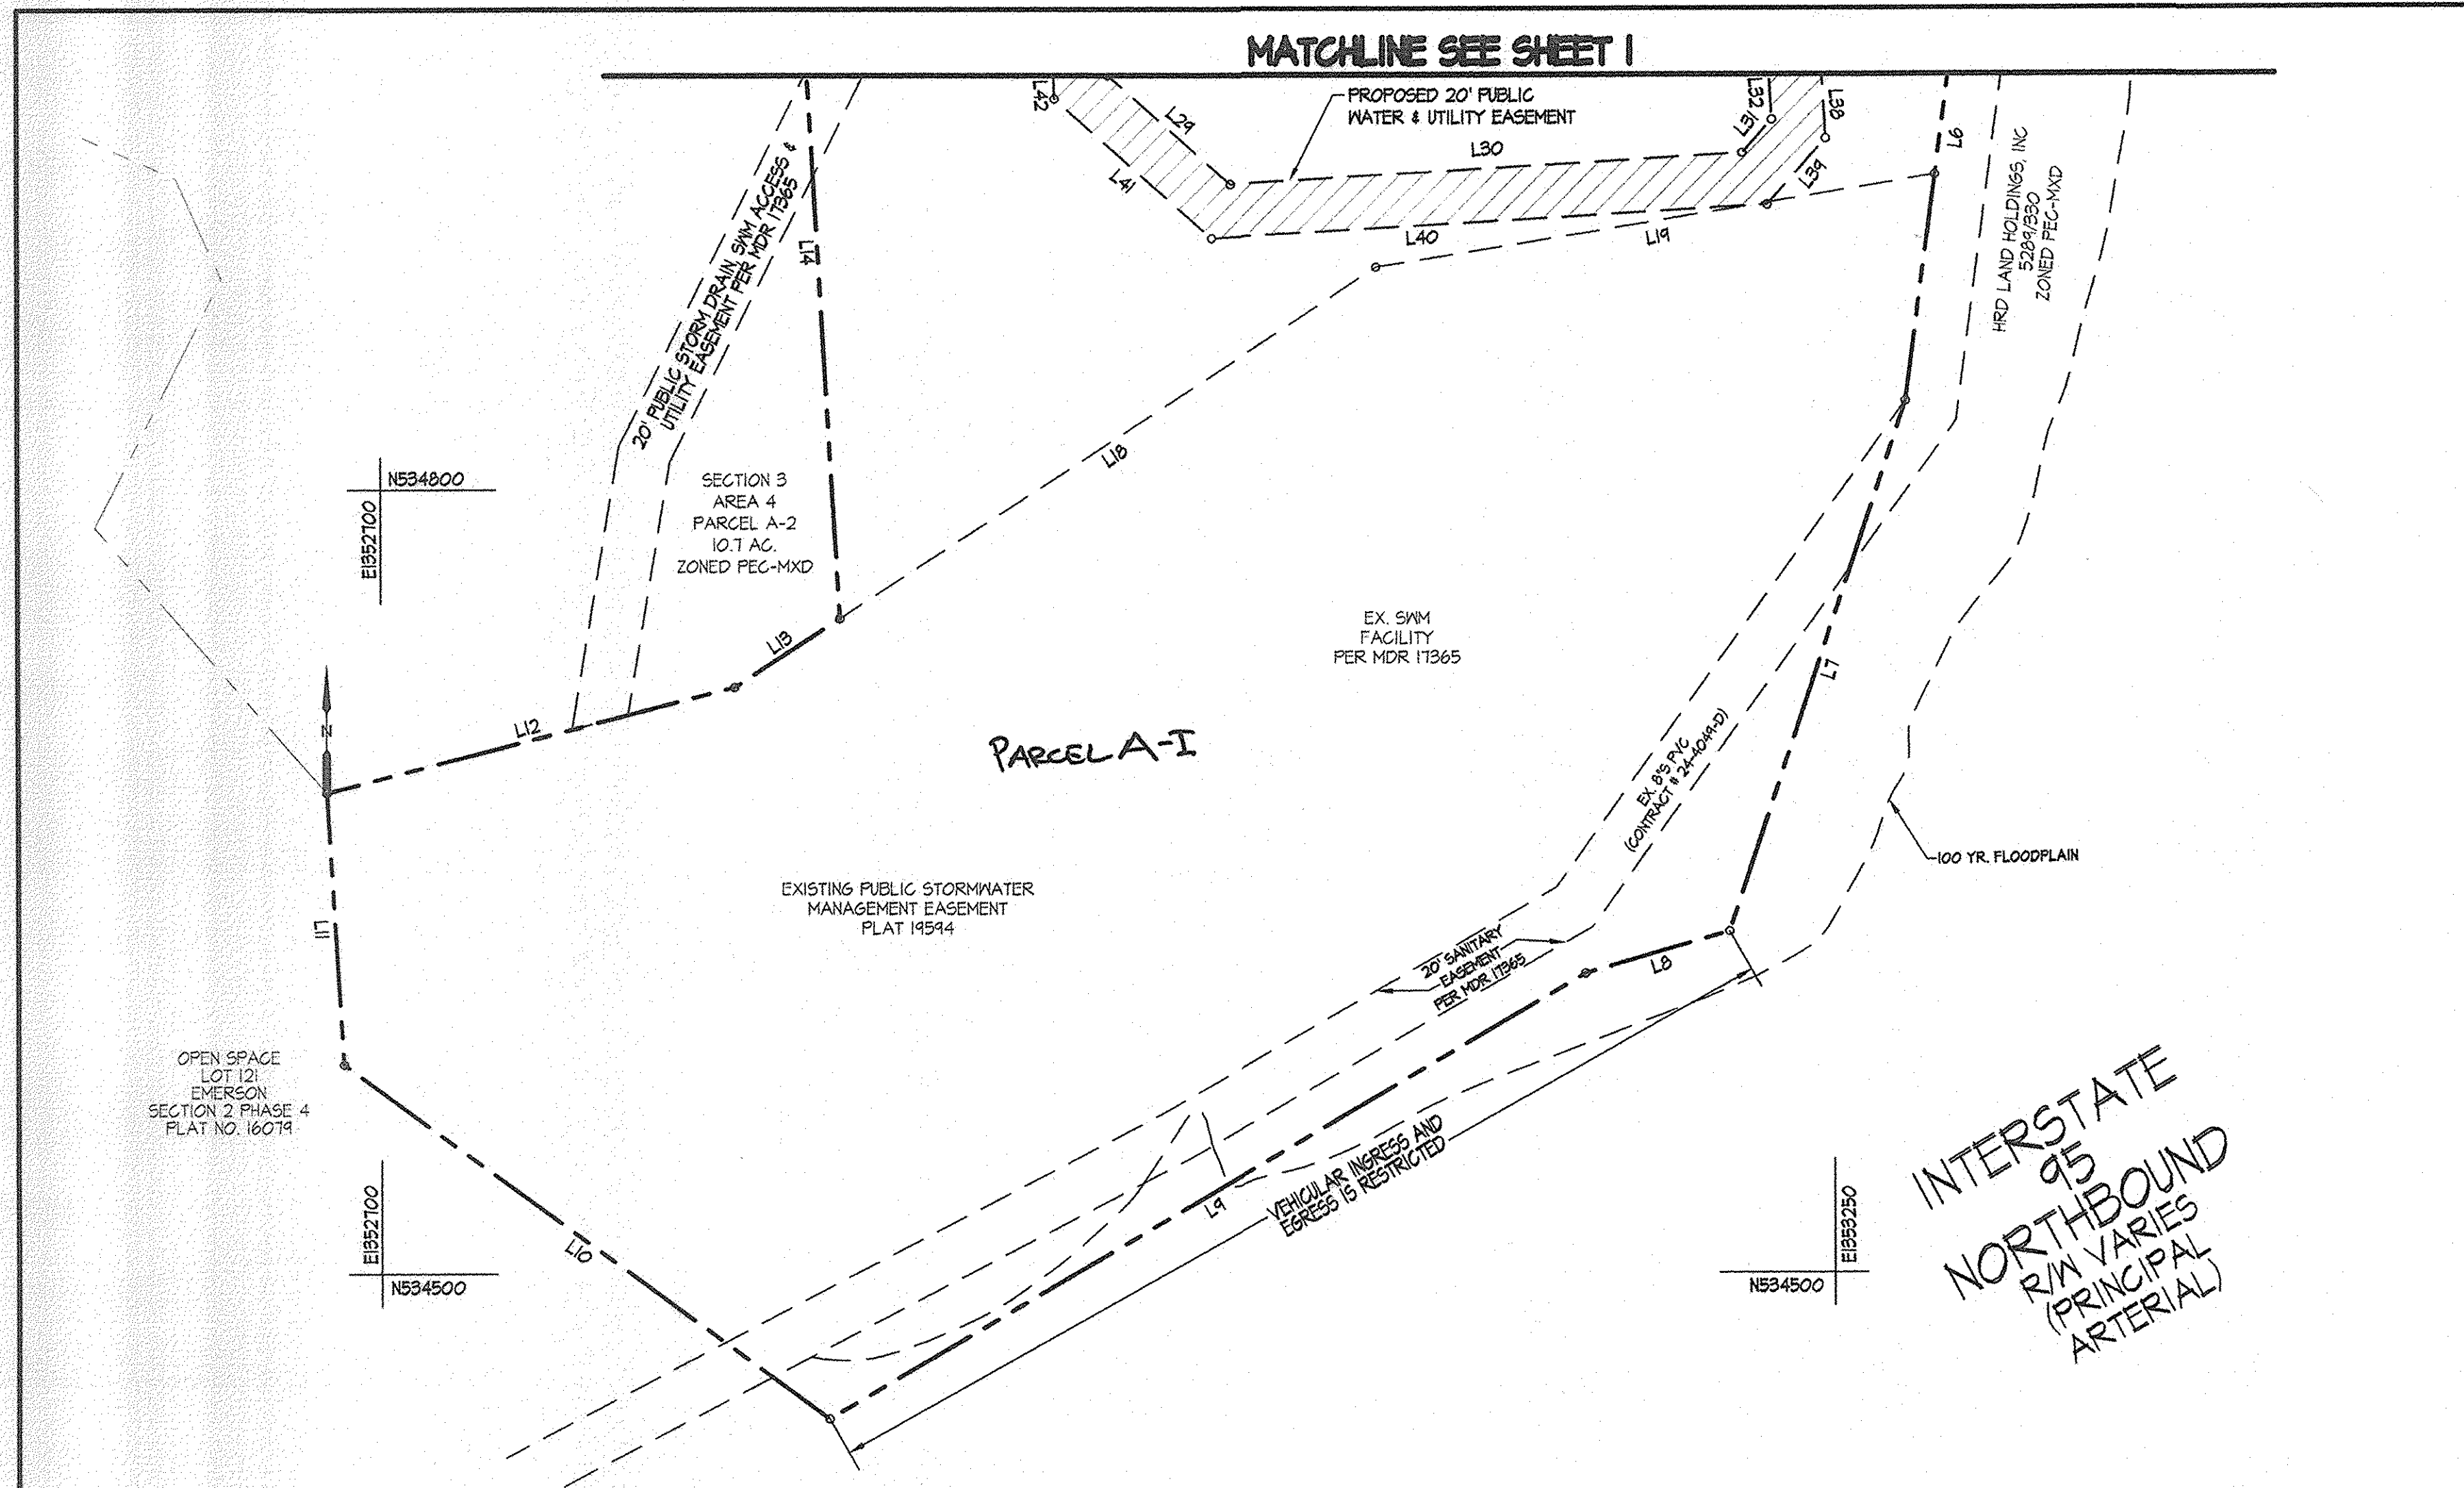 MATCHLINE SEE SHEET 1
L42
L29
PROPOSED 20' PUBLIC
WATER & UTILITY EASEMENT
L32
L31
L38
L6
L30
L41
L39
L40
L19
HRD LAND HOLDINGS, INC
5289/330
ZONED PEC-MXD
20' PUBLIC STORM DRAIN, SWM ACCESS &
UTILITY EASEMENT PER MDR 17365
L14
L18
N534800
E1352700
SECTION 3
AREA 4
PARCEL A-2
10.7 AC.
ZONED PEC-MXD
L13
EX. SWM
FACILITY
PER MDR 17365
L7
N
L12
PARCEL A-I
EX. 8"S PVC
(CONTRACT # 24-4049-D)
100 YR. FLOODPLAIN
L11
EXISTING PUBLIC STORMWATER
MANAGEMENT EASEMENT
PLAT 19594
20' SANITARY
EASEMENT
PER MDR 17365
L8
OPEN SPACE
LOT 121
EMERSON
SECTION 2 PHASE 4
PLAT NO. 16079
VEHICULAR INGRESS AND
EGRESS IS RESTRICTED
L9
L10
E1352700
N534500
E1353250
N534500
INTERSTATE
95
NORTHBOUND
R/W VARIES
(PRINCIPAL
ARTERIAL)